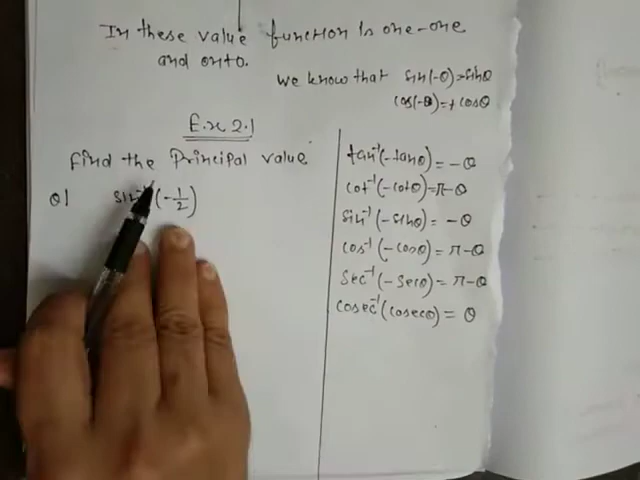 In these value function is one-one
and onto.
We know that sin(-θ)=sinθ
cos(-θ)=+cosθ
Ex 2.1
Find the Principal value
Q1 sin⁻¹(-1/2)
tan⁻¹(-tanθ)=-θ
cot⁻¹(-cotθ)=π-θ
sin⁻¹(-sinθ)=-θ
cos⁻¹(-cosθ)=π-θ
sec⁻¹(-secθ)=π-θ
cosec⁻¹(cosecθ)=θ